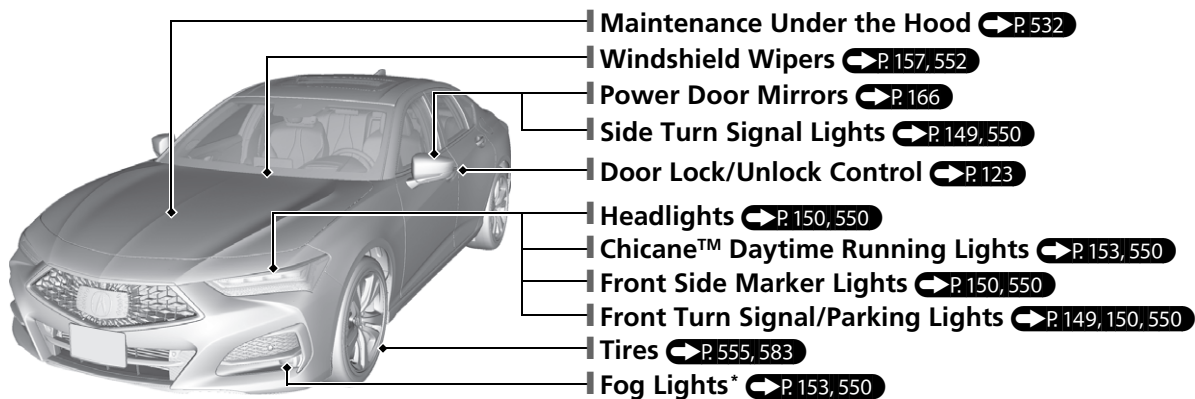 Maintenance Under the Hood P. 532
Windshield Wipers P. 157, 552
Power Door Mirrors P. 166
Side Turn Signal Lights P. 149, 550
Door Lock/Unlock Control P. 123
Headlights P. 150, 550
Chicane™ Daytime Running Lights P. 153, 550
Front Side Marker Lights P. 150, 550
Front Turn Signal/Parking Lights P. 149, 150, 550
Tires P. 555, 583
Fog Lights* P. 153, 550